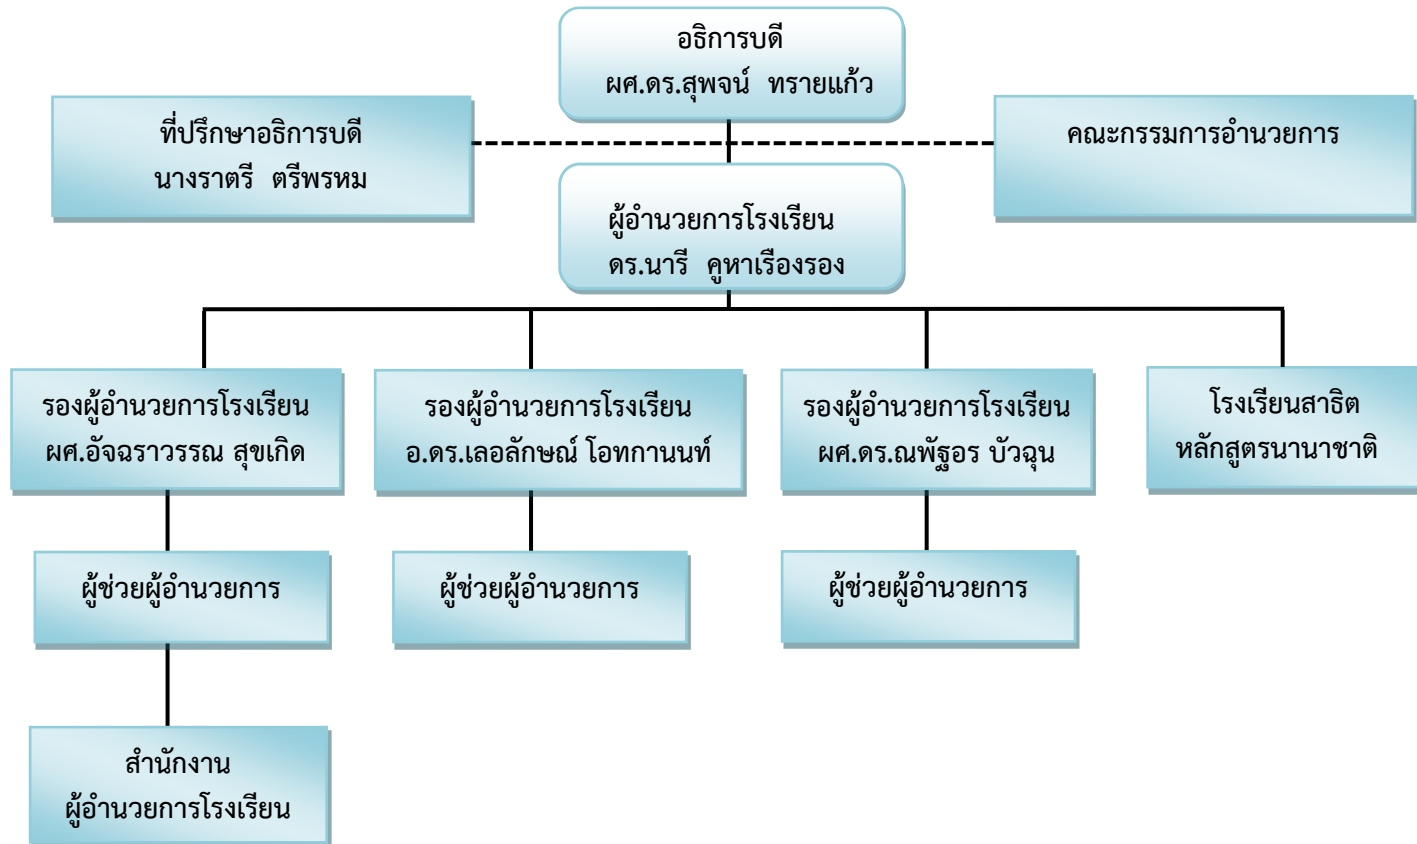 อธิการบดี
ผศ.ดร.สุพจน์ ทรายแก้ว
ที่ปรึกษาอธิการบดี
นางราตรี ตรีพรหม
คณะกรรมการอำนวยการ
ผู้อำนวยการโรงเรียน
ดร.นารี คูหาเรืองรอง
รองผู้อำนวยการโรงเรียน
ผศ.อัจฉราวรรณ สุขเกิด
รองผู้อำนวยการโรงเรียน
อ.ดร.เลอลักษณ์ โอทกานนท์
รองผู้อำนวยการโรงเรียน
ผศ.ดร.ณพัฐอร บัวฉุน
โรงเรียนสาธิต
หลักสูตรนานาชาติ
ผู้ช่วยผู้อำนวยการ
ผู้ช่วยผู้อำนวยการ
ผู้ช่วยผู้อำนวยการ
สำนักงาน
ผู้อำนวยการโรงเรียน